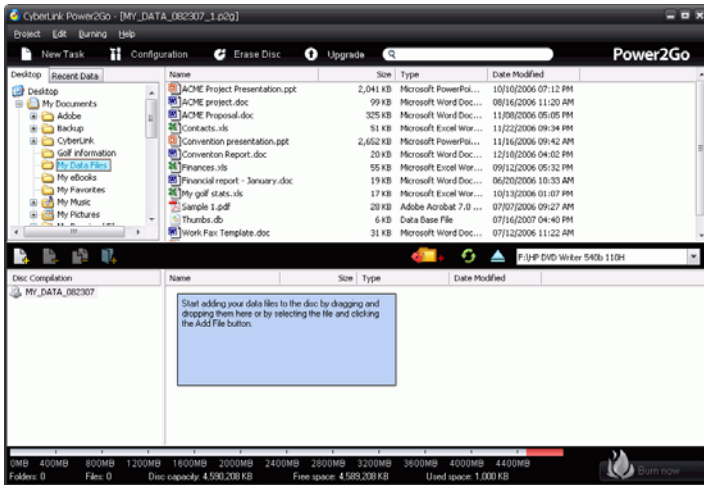 CyberLink Power2Go - [MY_DATA_082307_1.p2g]
Project Edit Burning Help
New Task Configuration Erase Disc Upgrade Power2Go
Desktop Recent Data
Desktop
My Documents
Adobe
Backup
CyberLink
Golf information
My Data Files
My eBooks
My Favorites
My Music
My Pictures
Name Size Type Date Modified
ACME Project Presentation.ppt 2,041 KB Microsoft PowerPoi... 10/10/2006 07:12 PM
ACME project.doc 99 KB Microsoft Word Doc... 08/16/2006 11:20 AM
ACME Proposal.doc 325 KB Microsoft Word Doc... 11/08/2006 05:05 PM
Contacts.xls 51 KB Microsoft Excel Wor... 11/22/2006 09:34 PM
Convention presentation.ppt 2,652 KB Microsoft PowerPoi... 11/16/2006 09:42 AM
Conventon Report.doc 20 KB Microsoft Word Doc... 12/18/2006 04:02 PM
Finances.xls 55 KB Microsoft Excel Wor... 09/12/2006 05:32 PM
Financial report - January.doc 19 KB Microsoft Word Doc... 06/20/2006 10:33 AM
My golf stats.xls 17 KB Microsoft Excel Wor... 10/13/2006 01:07 PM
Sample 1.pdf 28 KB Adobe Acrobat 7.0 ... 07/07/2006 09:27 AM
Thumbs.db 6 KB Data Base File 07/16/2007 04:40 PM
Work Fax Template.doc 31 KB Microsoft Word Doc... 07/12/2006 11:22 AM
F:\HP DVD Writer 540b 110H
Disc Compilation
MY_DATA_082307
Name Size Type Date Modified
Start adding your data files to the disc by dragging and
dropping them here or by selecting the file and clicking
the Add File button.
0MB 400MB 800MB 1200MB 1600MB 2000MB 2400MB 2800MB 3200MB 3600MB 4000MB 4400MB
Folders: 0 Files: 0 Disc capacity: 4,590,208 KB Free space: 4,589,208 KB Used space: 1,000 KB
Burn now